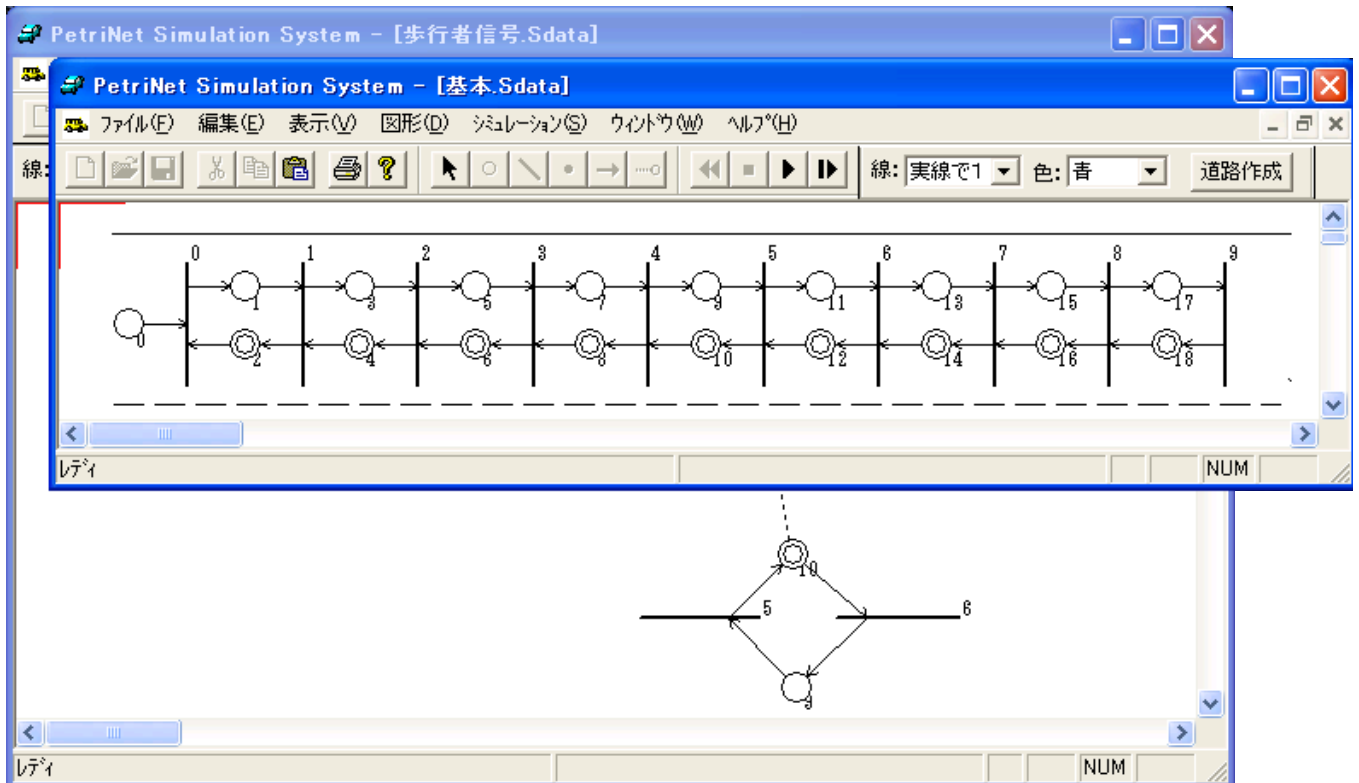 PetriNet Simulation System - [歩行者信号.Sdata]
PetriNet Simulation System - [基本.Sdata]
ファイル(F) 編集(E) 表示(V) 図形(D) シミュレーション(S) ウィンドウ(W) ヘルプ(H)
線:
線: 実線で1 色: 青 道路作成
0 1 2 3 4 5 6 7 8 9
1 3 5 7 9 11 13 15 17
0
2 4 6 8 10 12 14 16 18
レディ NUM
10
5 6
9
レディ NUM